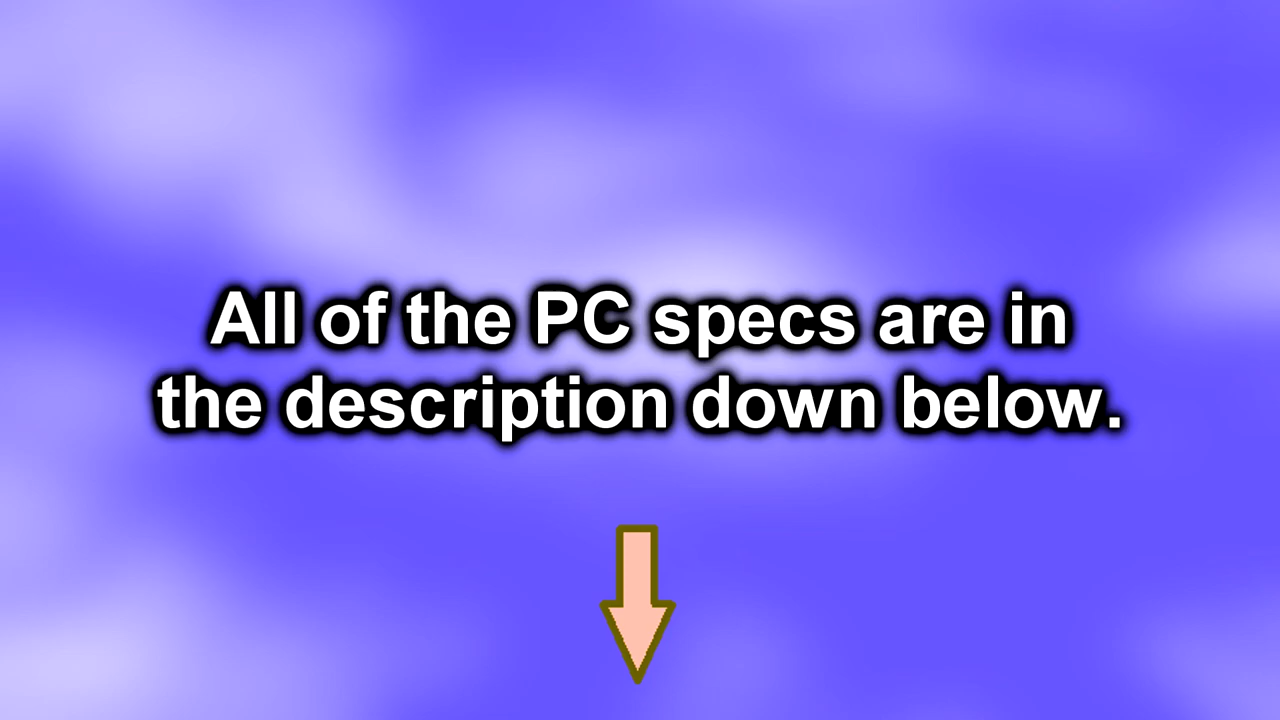 All of the PC specs are in
the description down below.